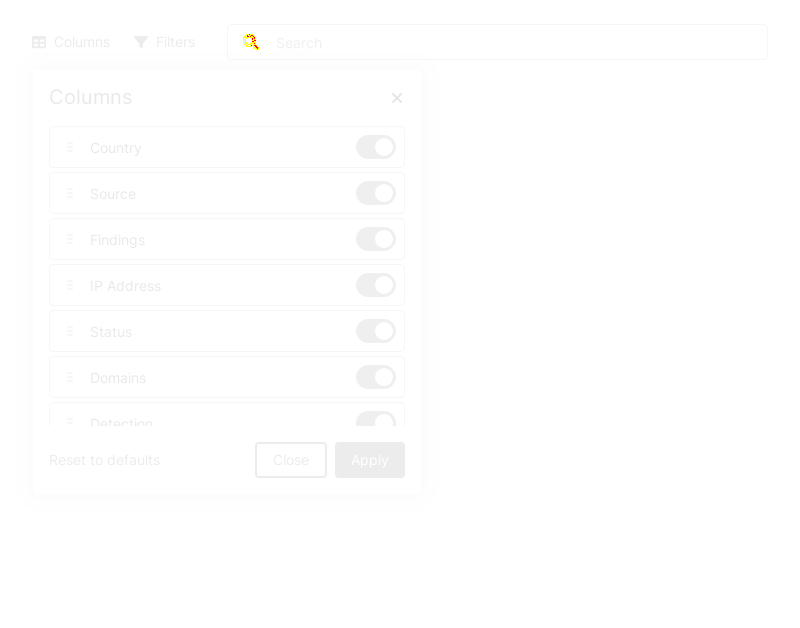 Columns
Filters
Search
Columns
Country
Source
Findings
IP Address
Status
Domains
Detection
Reset to defaults
Close
Apply